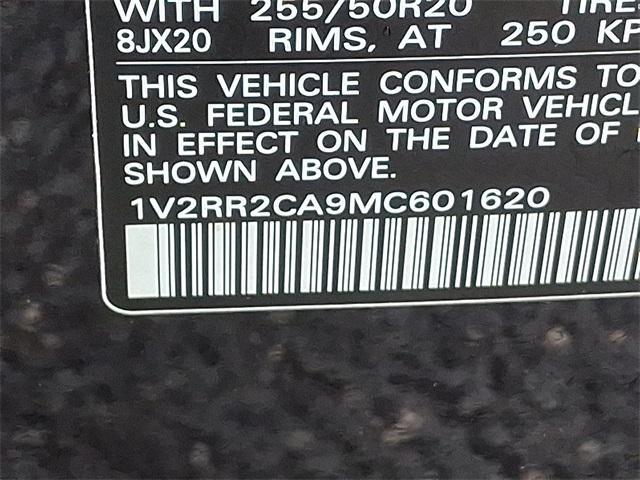 WITH 255/50R20 TIRE
8JX20 RIMS, AT 250 KP
THIS VEHICLE CONFORMS TO
U.S. FEDERAL MOTOR VEHICL
IN EFFECT ON THE DATE OF
SHOWN ABOVE.
1V2RR2CA9MC601620